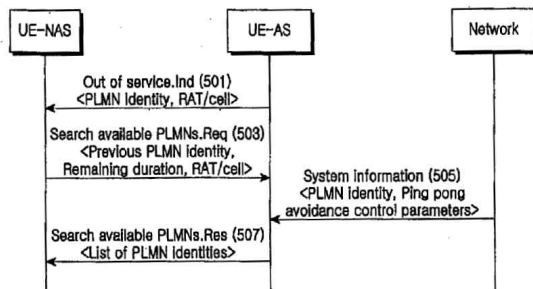 UE-NAS
UE-AS
Network
Out of service.Ind (501)
<PLMN Identity, RAT/cell>
Search available PLMNs.Req (503)
<Previous PLMN identity,
Remaining duration, RAT/cell>
System information (505)
<PLMN identity, Ping pong
avoidance control parameters>
Search available PLMNs.Res (507)
<List of PLMN identities>